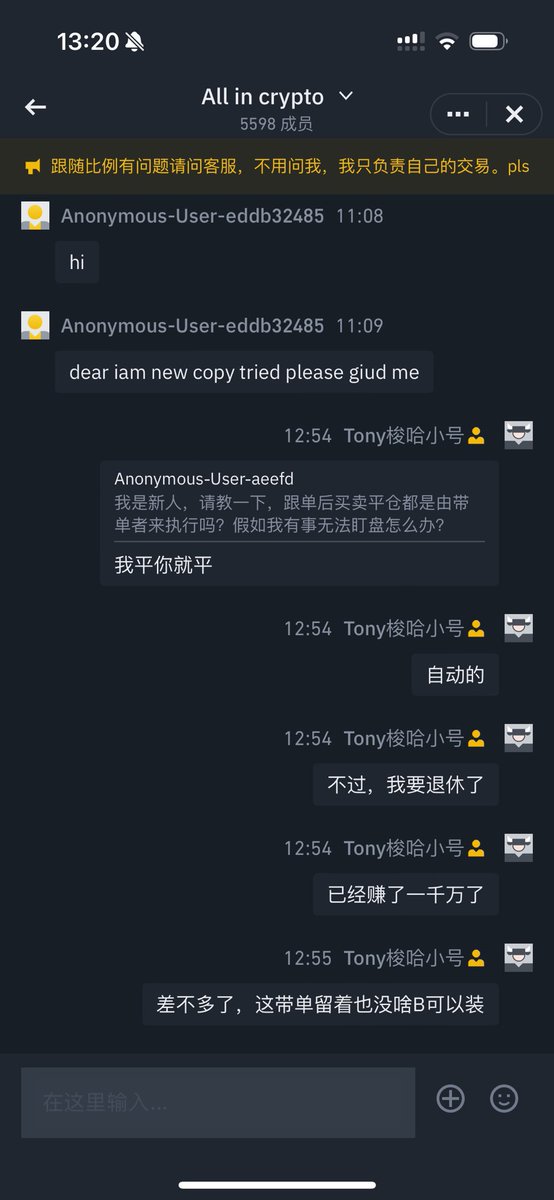 13:20
All in crypto
5598 成员
跟随比例有问题请问客服，不用问我，我只负责自己的交易。pls
Anonymous-User-eddb32485 11:08
hi
Anonymous-User-eddb32485 11:09
dear iam new copy tried please giud me
12:54 Tony梭哈小号
Anonymous-User-aeefd
我是新人，请教一下，跟单后买卖平仓都是由带
单者来执行吗？假如我有事无法盯盘怎么办？
我平你就平
12:54 Tony梭哈小号
自动的
12:54 Tony梭哈小号
不过，我要退休了
12:54 Tony梭哈小号
已经赚了一千万了
12:55 Tony梭哈小号
差不多了，这带单留着也没啥B可以装
在这里输入...